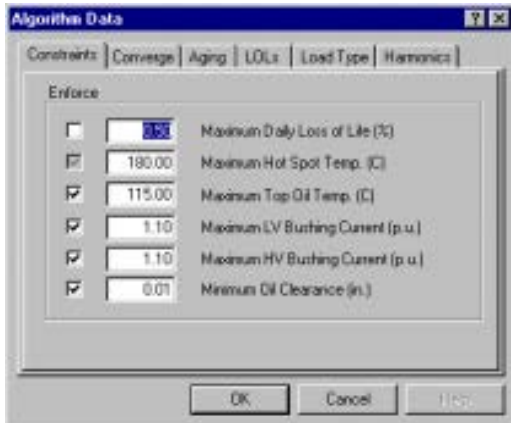 Algorithm Data
Constraints Converge Aging LOLs Load Type Harmonics
Enforce
0.50 Maximum Daily Loss of Life (%)
180.00 Maximum Hot Spot Temp. (C)
115.00 Maximum Top Oil Temp. (C)
1.10 Maximum LV Bushing Current (p.u.)
1.10 Maximum HV Bushing Current (p.u.)
0.01 Minimum Oil Clearance (in.)
OK Cancel Help